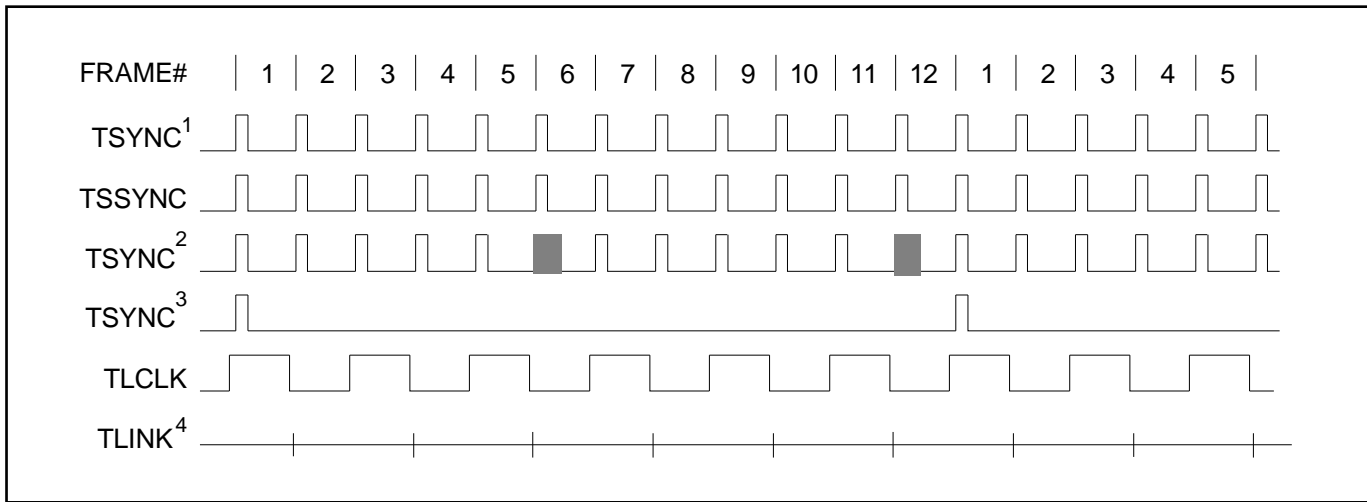 FRAME# 1 2 3 4 5 6 7 8 9 10 11 12 1 2 3 4 5
TSYNC1
TSSYNC
TSYNC2
TSYNC3
TLCLK
TLINK4